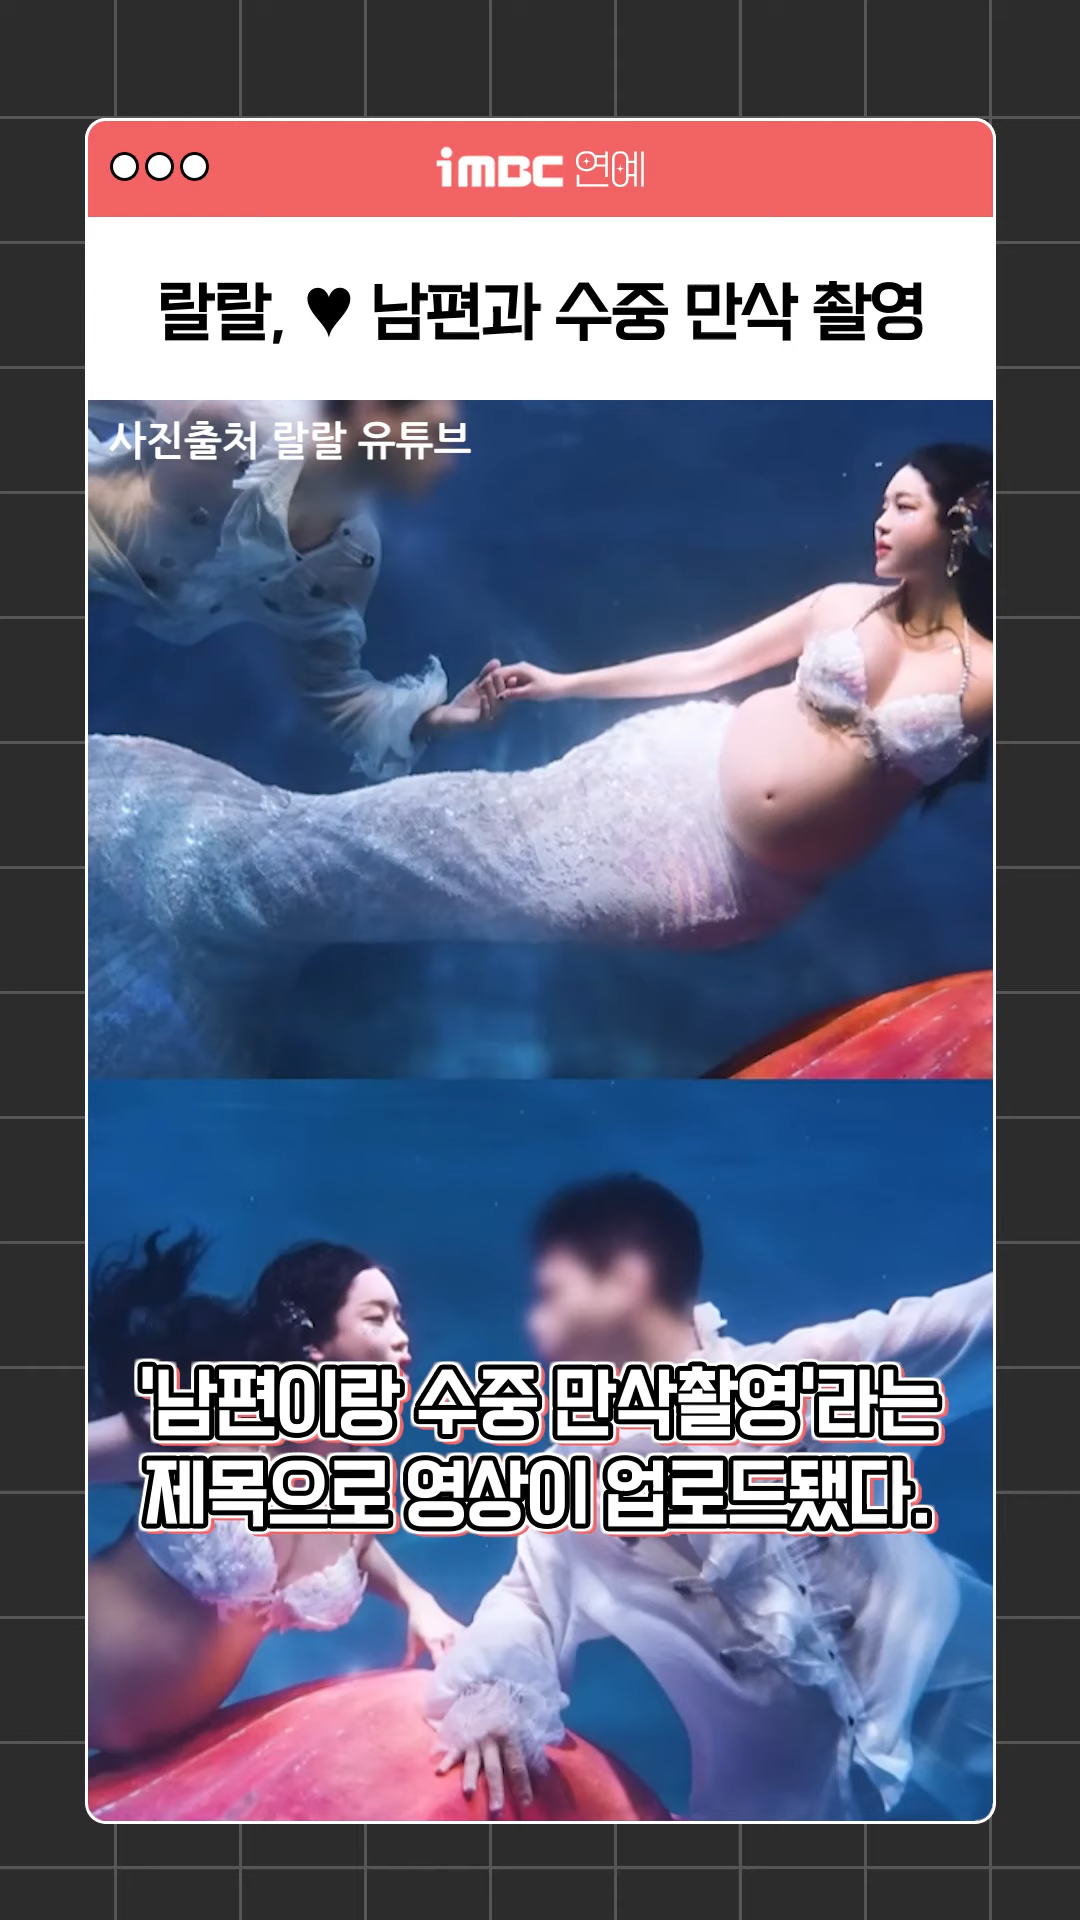 iMBC 연예
랄랄, ♥ 남편과 수중 만삭 촬영
사진출처 랄랄 유튜브
'남편이랑 수중 만삭촬영'라는
제목으로 영상이 업로드됐다.